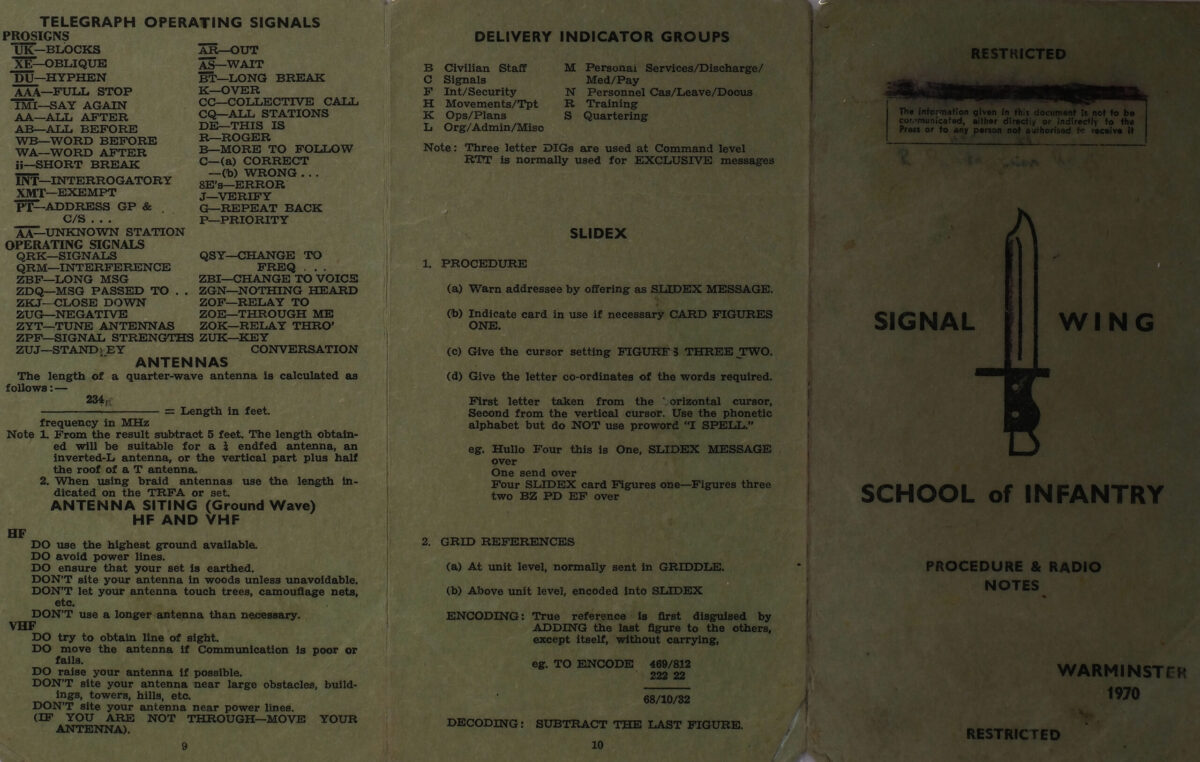 TELEGRAPH OPERATING SIGNALS
PROSIGNS
UK—BLOCKS
XE—OBLIQUE
DU—HYPHEN
AAA—FULL STOP
IMI—SAY AGAIN
AA—ALL AFTER
AB—ALL BEFORE
WB—WORD BEFORE
WA—WORD AFTER
ii—SHORT BREAK
INT—INTERROGATORY
XMT—EXEMPT
PT—ADDRESS GP &
C/S ...
AA—UNKNOWN STATION
AR—OUT
AS—WAIT
BT—LONG BREAK
K—OVER
CC—COLLECTIVE CALL
CQ—ALL STATIONS
DE—THIS IS
R—ROGER
B—MORE TO FOLLOW
C—(a) CORRECT
—(b) WRONG ...
8E's—ERROR
J—VERIFY
G—REPEAT BACK
P—PRIORITY
OPERATING SIGNALS
QRK—SIGNALS
QRM—INTERFERENCE
ZBF—LONG MSG
ZDQ—MSG PASSED TO ..
ZKJ—CLOSE DOWN
ZUG—NEGATIVE
ZYT—TUNE ANTENNAS
ZPF—SIGNAL STRENGTHS
ZUJ—STAND BY
QSY—CHANGE TO
FREQ ...
ZBI—CHANGE TO VOICE
ZGN—NOTHING HEARD
ZOF—RELAY TO
ZOE—THROUGH ME
ZOK—RELAY THRO'
ZUK—KEY
CONVERSATION
ANTENNAS
The length of a quarter-wave antenna is calculated as
follows:—
234
= Length in feet.
frequency in MHz
Note 1. From the result subtract 5 feet. The length obtain-
ed will be suitable for a ¼ endfed antenna, an
inverted-L antenna, or the vertical part plus half
the roof of a T antenna.
2. When using braid antennas use the length in-
dicated on the TRFA or set.
ANTENNA SITING (Ground Wave)
HF AND VHF
HF
DO use the highest ground available.
DO avoid power lines.
DO ensure that your set is earthed.
DON'T site your antenna in woods unless unavoidable.
DON'T let your antenna touch trees, camouflage nets,
etc.
DON'T use a longer antenna than necessary.
VHF
DO try to obtain line of sight.
DO move the antenna if Communication is poor or
fails.
DO raise your antenna if possible.
DON'T site your antenna near large obstacles, build-
ings, towers, hills, etc.
DON'T site your antenna near power lines.
(IF YOU ARE NOT THROUGH—MOVE YOUR
ANTENNA).
9
DELIVERY INDICATOR GROUPS
B Civilian Staff
C Signals
F Int/Security
H Movements/Tpt
K Ops/Plans
L Org/Admin/Misc
M Personal Services/Discharge/
Med/Pay
N Personnel Cas/Leave/Docus
R Training
S Quartering
Note: Three letter DIGs are used at Command level
RTT is normally used for EXCLUSIVE messages
SLIDEX
1. PROCEDURE
(a) Warn addressee by offering as SLIDEX MESSAGE.
(b) Indicate card in use if necessary CARD FIGURES
ONE.
(c) Give the cursor setting FIGURES THREE TWO.
(d) Give the letter co-ordinates of the words required.
First letter taken from the horizontal cursor,
Second from the vertical cursor. Use the phonetic
alphabet but do NOT use proword "I SPELL."
eg. Hullo Four this is One, SLIDEX MESSAGE
over
One send over
Four SLIDEX card Figures one—Figures three
two BZ PD EF over
2. GRID REFERENCES
(a) At unit level, normally sent in GRIDDLE.
(b) Above unit level, encoded into SLIDEX
ENCODING: True reference is first disguised by
ADDING the last figure to the others,
except itself, without carrying,
eg. TO ENCODE 469/812
222 22
68/10/32
DECODING: SUBTRACT THE LAST FIGURE.
10
RESTRICTED
The information given in this document is not to be
communicated, either directly or indirectly to the
Press or to any person not authorised to receive it
SIGNAL WING
SCHOOL of INFANTRY
PROCEDURE & RADIO
NOTES
WARMINSTER
1970
RESTRICTED